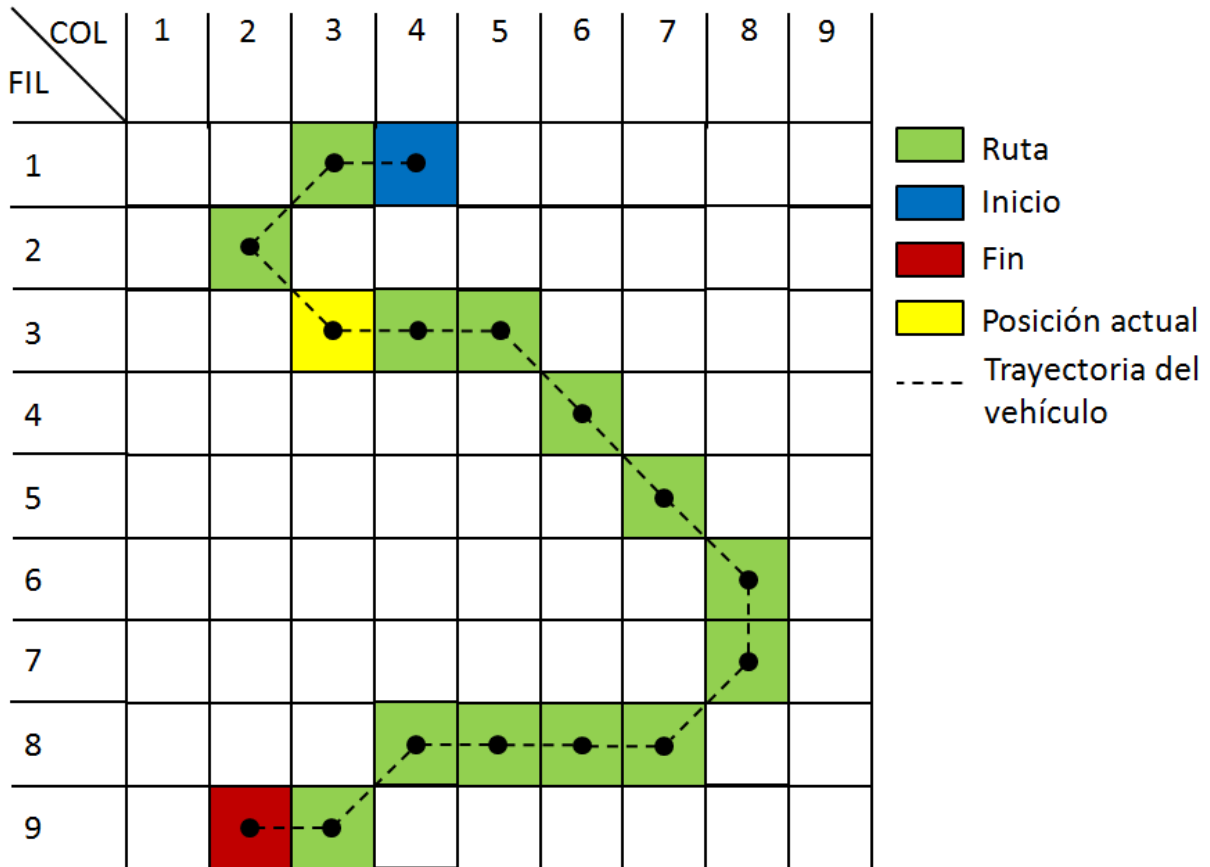 COL 1 2 3 4 5 6 7 8 9
FIL
1
2
3
4
5
6
7
8
9
Ruta
Inicio
Fin
Posición actual
Trayectoria del
vehículo